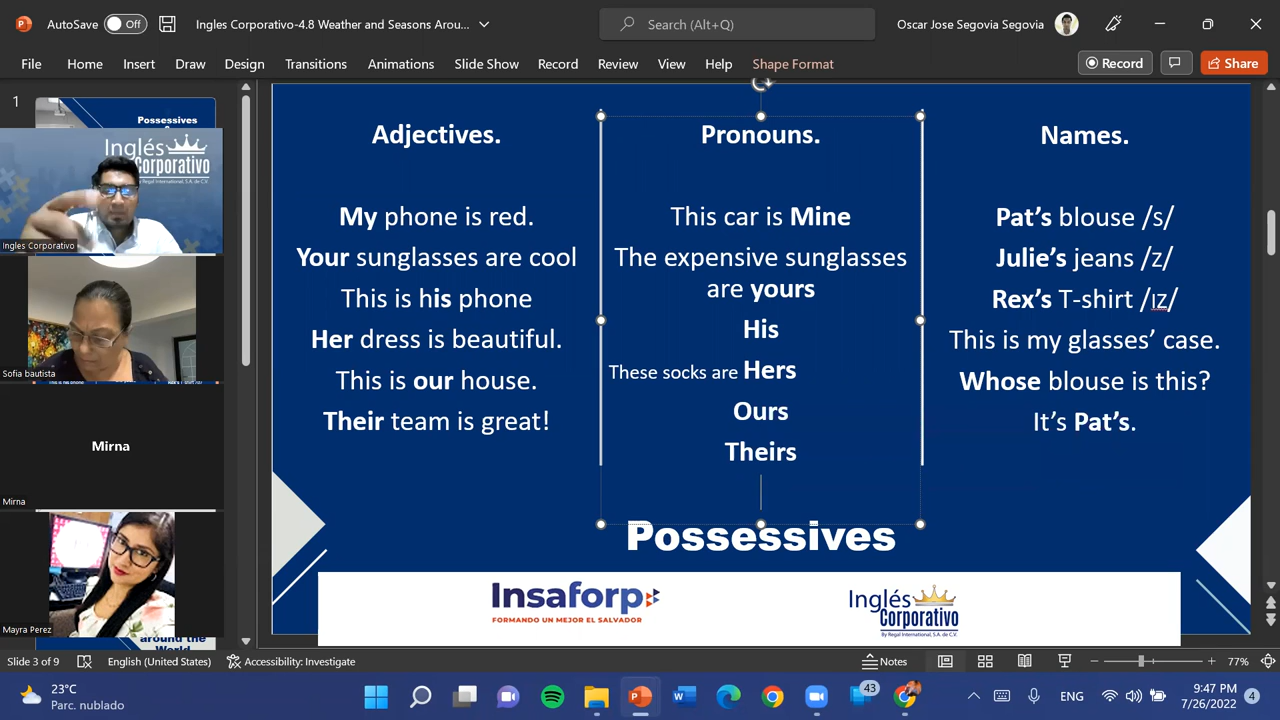 AutoSave Off
Ingles Corporativo-4.8 Weather and Seasons Arou...
Search (Alt+Q)
Oscar Jose Segovia Segovia
File Home Insert Draw Design Transitions Animations Slide Show Record Review View Help Shape Format
Record
Share
1
Possessives
Inglés
Corporativo
By Regal International, S.A. de C.V.
Ingles Corporativo
Sofia bautista
Mirna
Mirna
Mayra Perez
around the
World
Adjectives.
My phone is red.
Your sunglasses are cool
This is his phone
Her dress is beautiful.
This is our house.
Their team is great!
Pronouns.
This car is Mine
The expensive sunglasses
are yours
His
These socks are Hers
Ours
Theirs
Names.
Pat's blouse /s/
Julie's jeans /z/
Rex's T-shirt /ɪz/
This is my glasses' case.
Whose blouse is this?
It's Pat's.
Possessives
Insaforp
FORMANDO UN MEJOR EL SALVADOR
Inglés
Corporativo
By Regal International, S.A. de C.V.
Slide 3 of 9
English (United States)
Accessibility: Investigate
Notes
77%
23°C
Parc. nublado
43
ENG
9:47 PM
7/26/2022
4